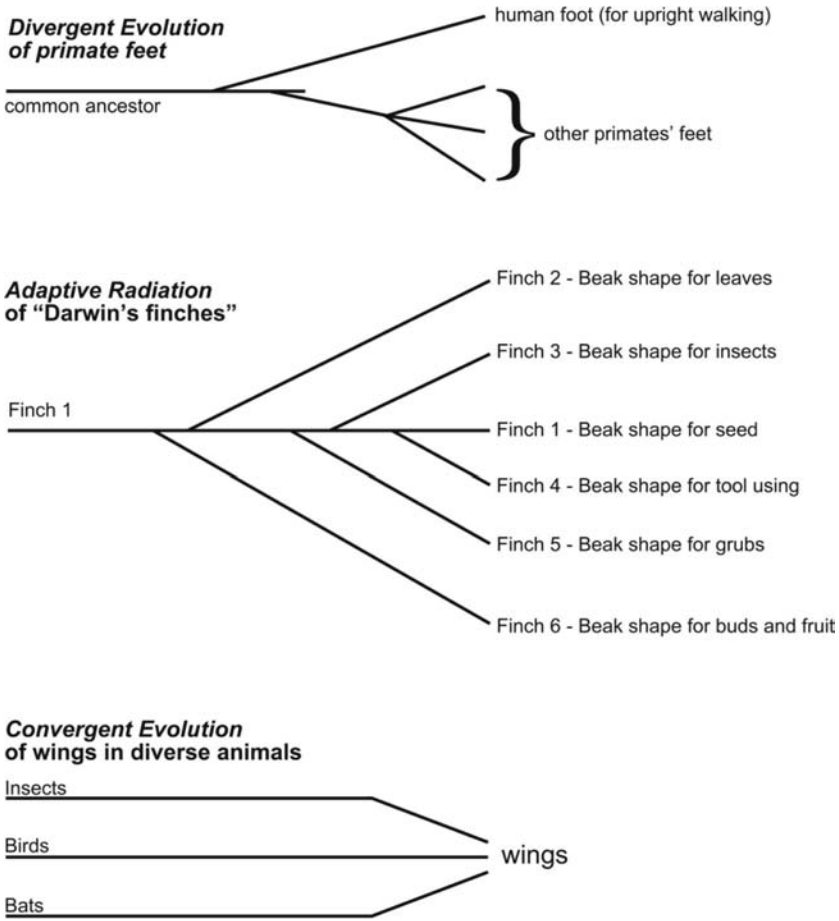 Divergent Evolution
of primate feet
human foot (for upright walking)
common ancestor
other primates’ feet
Adaptive Radiation
of “Darwin’s finches”
Finch 2 - Beak shape for leaves
Finch 3 - Beak shape for insects
Finch 1
Finch 1 - Beak shape for seed
Finch 4 - Beak shape for tool using
Finch 5 - Beak shape for grubs
Finch 6 - Beak shape for buds and fruit
Convergent Evolution
of wings in diverse animals
Insects
Birds
wings
Bats